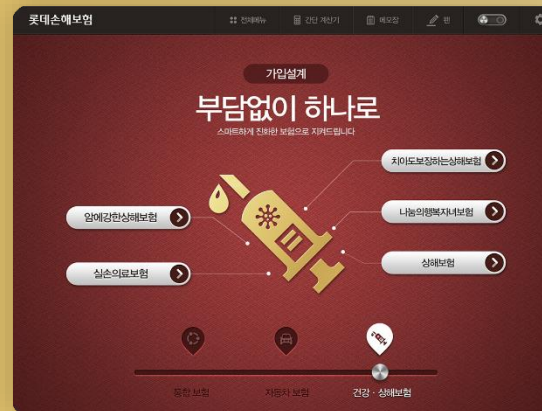 롯데손해보험
전체메뉴
간단 계산기
메모장
펜
가입설계
부담없이 하나로
스마트하게 진화한 보험으로 지켜드립니다
치아도보장하는상해보험
암에강한상해보험
나눔의행복자녀보험
실손의료보험
상해보험
통합 보험
자동차 보험
건강 · 상해보험